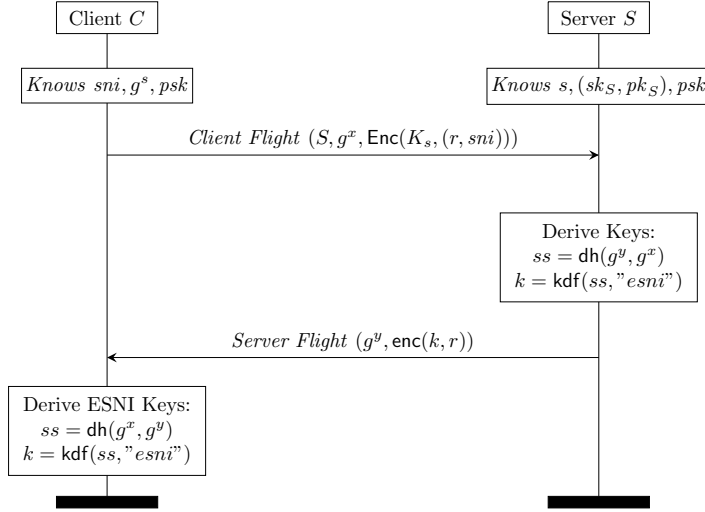 Client C
Server S
Knows sni, g^s, psk
Knows s, (sk_S, pk_S), psk
Client Flight (S, g^x, Enc(K_s, (r, sni)))
Derive Keys:
ss = dh(g^y, g^x)
k = kdf(ss, ”esni”)
Server Flight (g^y, enc(k, r))
Derive ESNI Keys:
ss = dh(g^x, g^y)
k = kdf(ss, ”esni”)